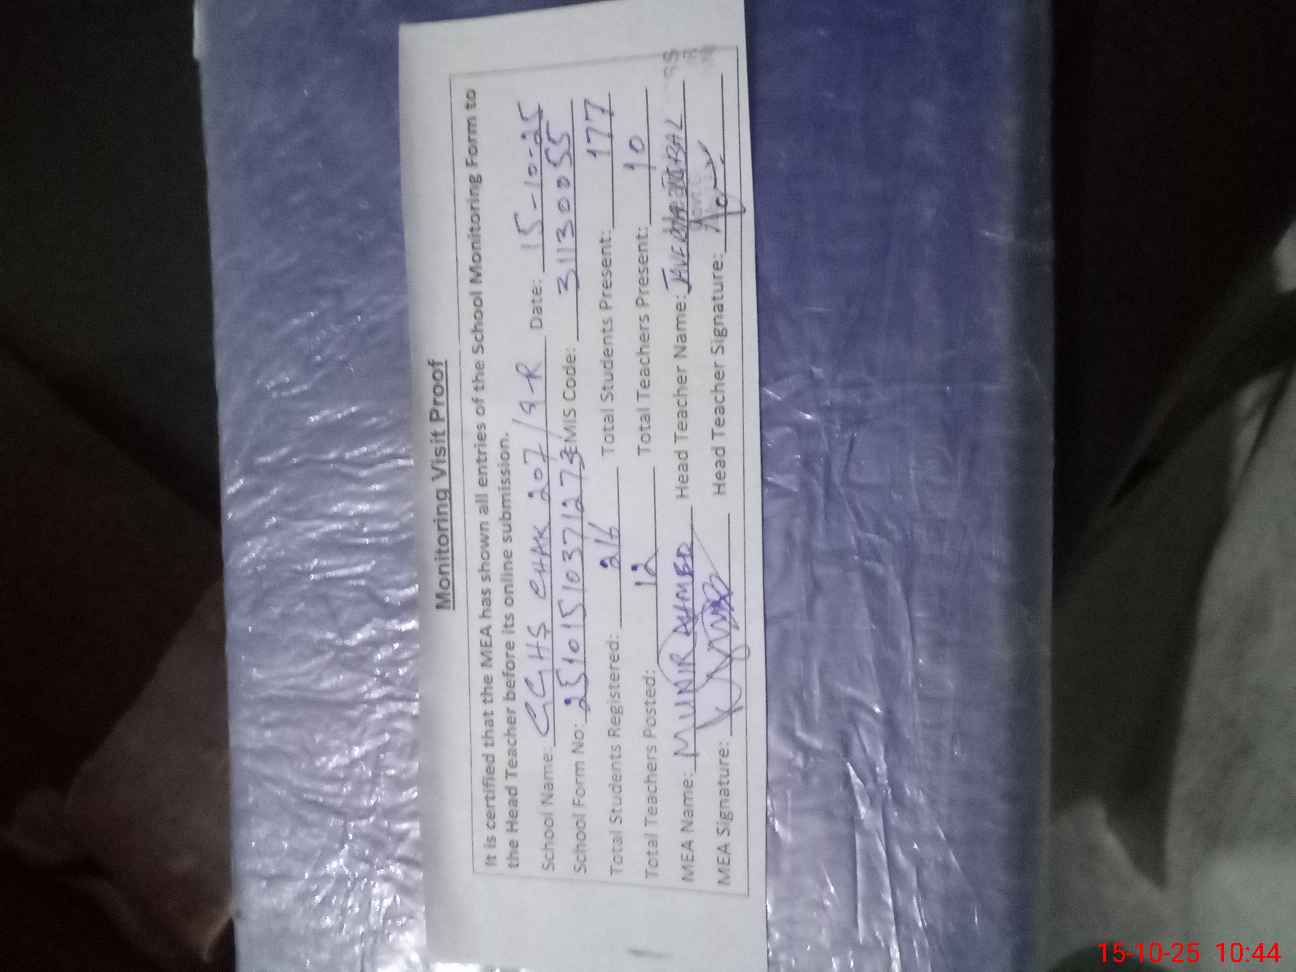 Monitoring Visit Proof
It is certified that the MEA has shown all entries of the School Monitoring Form to
the Head Teacher before its online submission.
School Name: GGHS CHAK 207/9-R Date: 15-10-25
School Form No: EMIS Code: 31130055
Total Students Registered: 216 Total Students Present: 177
Total Teachers Posted: 12 Total Teachers Present: 10
MEA Name: MUNIR AHMED Head Teacher Name:
MEA Signature: Head Teacher Signature:
15-10-25 10:44